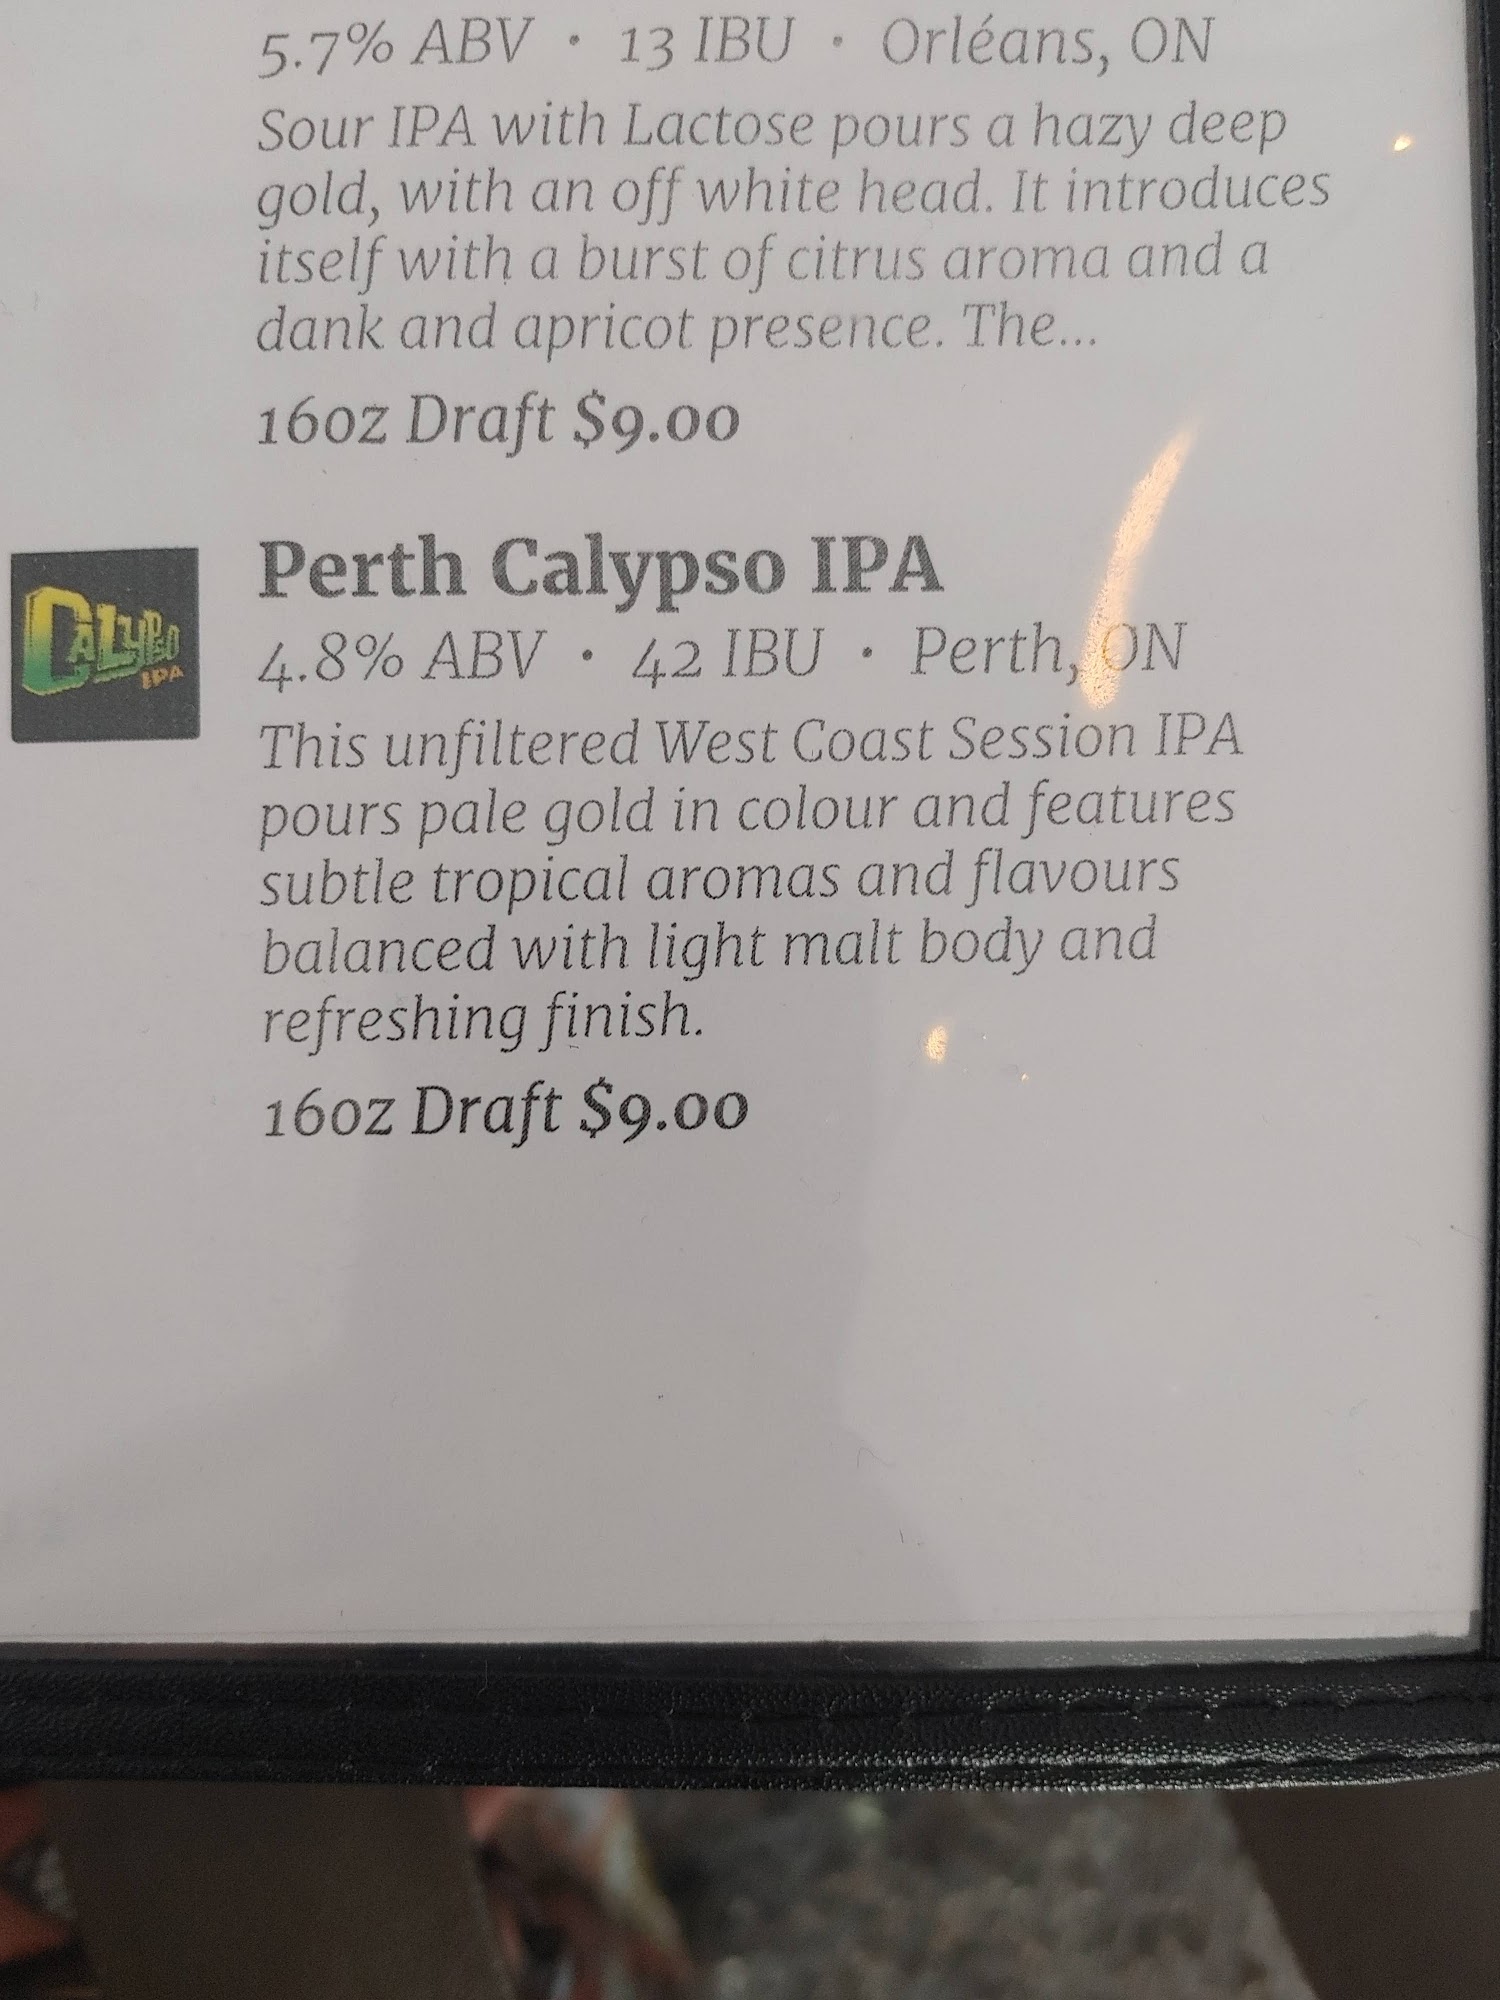 5.7% ABV · 13 IBU · Orléans, ON
Sour IPA with Lactose pours a hazy deep
gold, with an off white head. It introduces
itself with a burst of citrus aroma and a
dank and apricot presence. The...
16oz Draft $9.00
CALYPSO
IPA
Perth Calypso IPA
4.8% ABV · 42 IBU · Perth, ON
This unfiltered West Coast Session IPA
pours pale gold in colour and features
subtle tropical aromas and flavours
balanced with light malt body and
refreshing finish.
16oz Draft $9.00